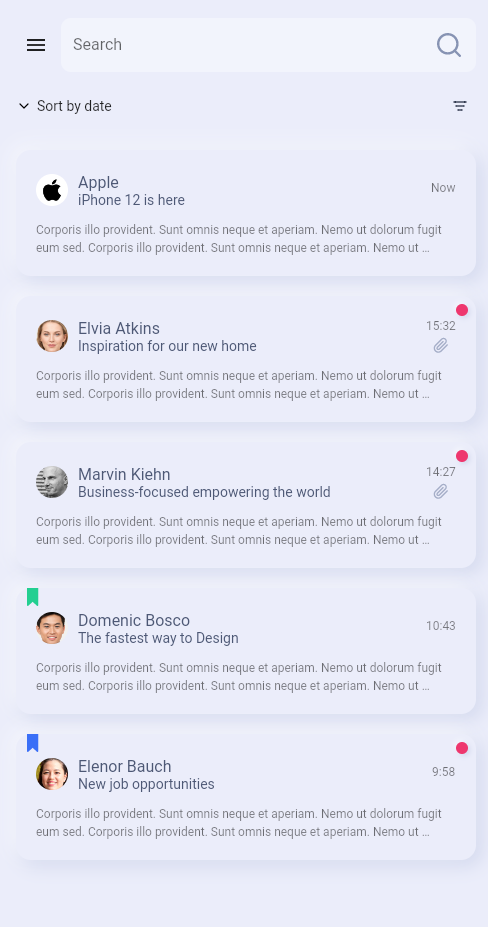 Search
Sort by date
Apple
iPhone 12 is here
Now
Corporis illo provident. Sunt omnis neque et aperiam. Nemo ut dolorum fugit
eum sed. Corporis illo provident. Sunt omnis neque et aperiam. Nemo ut ...
Elvia Atkins
Inspiration for our new home
15:32
Corporis illo provident. Sunt omnis neque et aperiam. Nemo ut dolorum fugit
eum sed. Corporis illo provident. Sunt omnis neque et aperiam. Nemo ut ...
Marvin Kiehn
Business-focused empowering the world
14:27
Corporis illo provident. Sunt omnis neque et aperiam. Nemo ut dolorum fugit
eum sed. Corporis illo provident. Sunt omnis neque et aperiam. Nemo ut ...
Domenic Bosco
The fastest way to Design
10:43
Corporis illo provident. Sunt omnis neque et aperiam. Nemo ut dolorum fugit
eum sed. Corporis illo provident. Sunt omnis neque et aperiam. Nemo ut ...
Elenor Bauch
New job opportunities
9:58
Corporis illo provident. Sunt omnis neque et aperiam. Nemo ut dolorum fugit
eum sed. Corporis illo provident. Sunt omnis neque et aperiam. Nemo ut ...